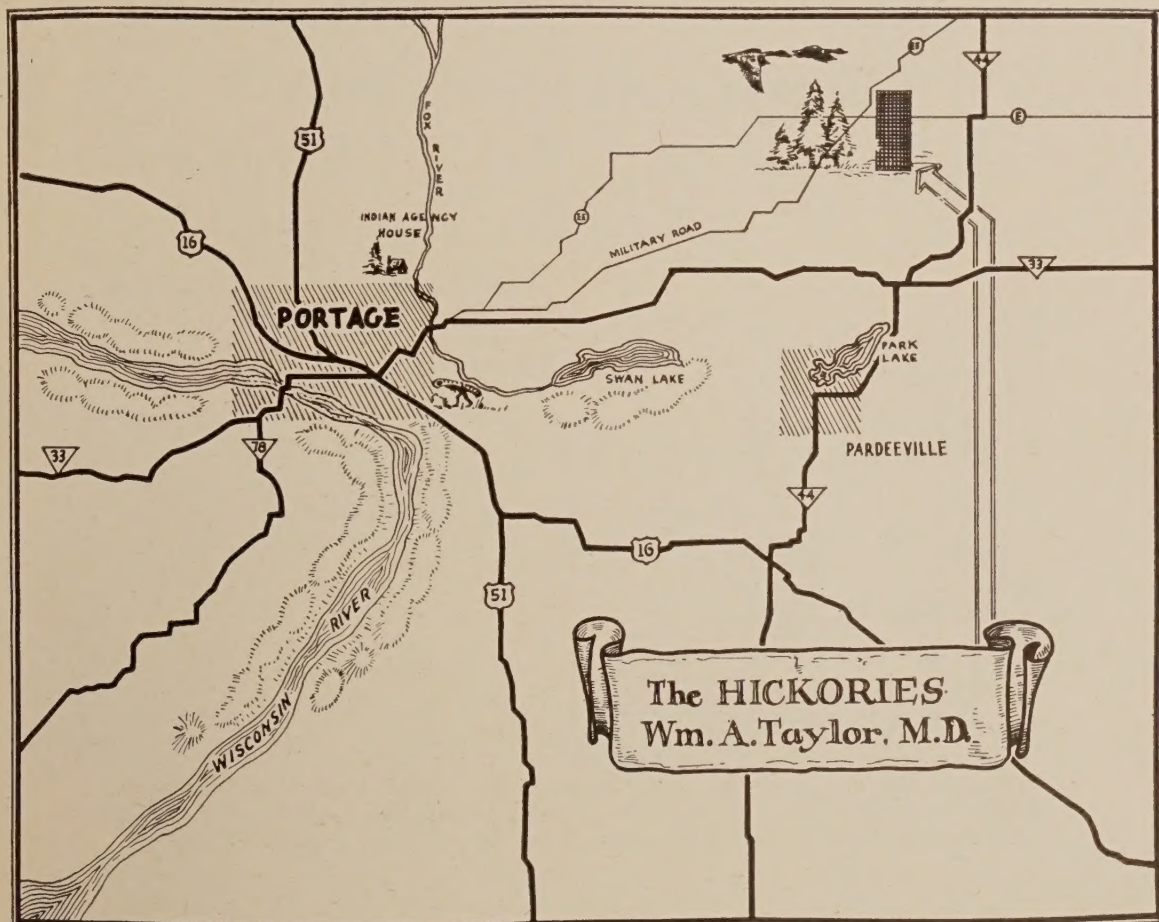 51
FOX RIVER
44
E
16
INDIAN AGENCY
HOUSE
MILITARY ROAD
33
PORTAGE
PARK
LAKE
SWAN LAKE
33
78
PARDEEVILLE
44
16
51
WISCONSIN RIVER
The HICKORIES
Wm. A. Taylor, M.D.